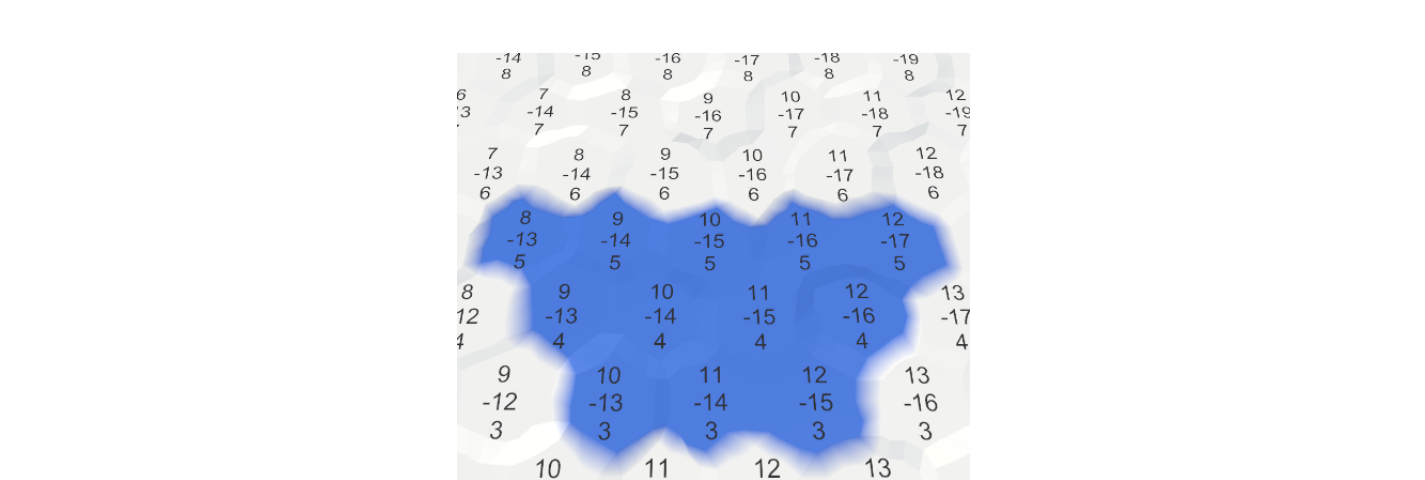 -14 -15 -16 -17 -18 -19
8 8 8 8 8 8
6 7 8 9 10 11 12
-14 -15 -16 -17 -18 -19
7 7 7 7 7 7
7 8 9 10 11 12
-13 -14 -15 -16 -17 -18
6 6 6 6 6 6
8 9 10 11 12
-13 -14 -15 -16 -17
5 5 5 5 5
8 9 10 11 12 13
12 -13 -14 -15 -16 -17
4 4 4 4 4 4
9 10 11 12 13
-12 -13 -14 -15 -16
3 3 3 3 3
10 11 12 13